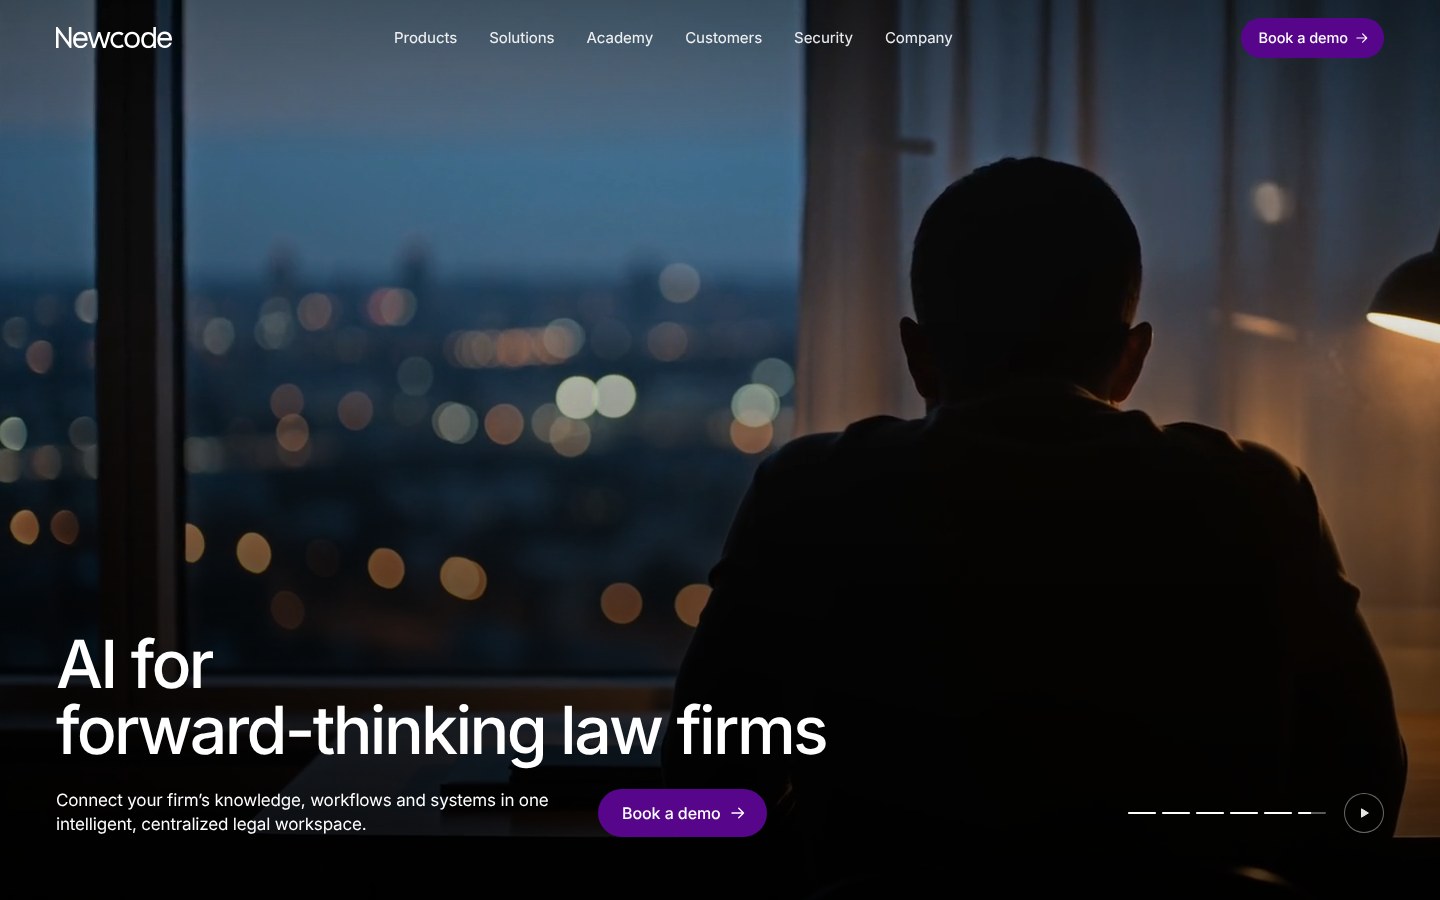 Newcode
Products
Solutions
Academy
Customers
Security
Company
Book a demo →
AI for
forward-thinking law firms
Connect your firm’s knowledge, workflows and systems in one
intelligent, centralized legal workspace.
Book a demo →